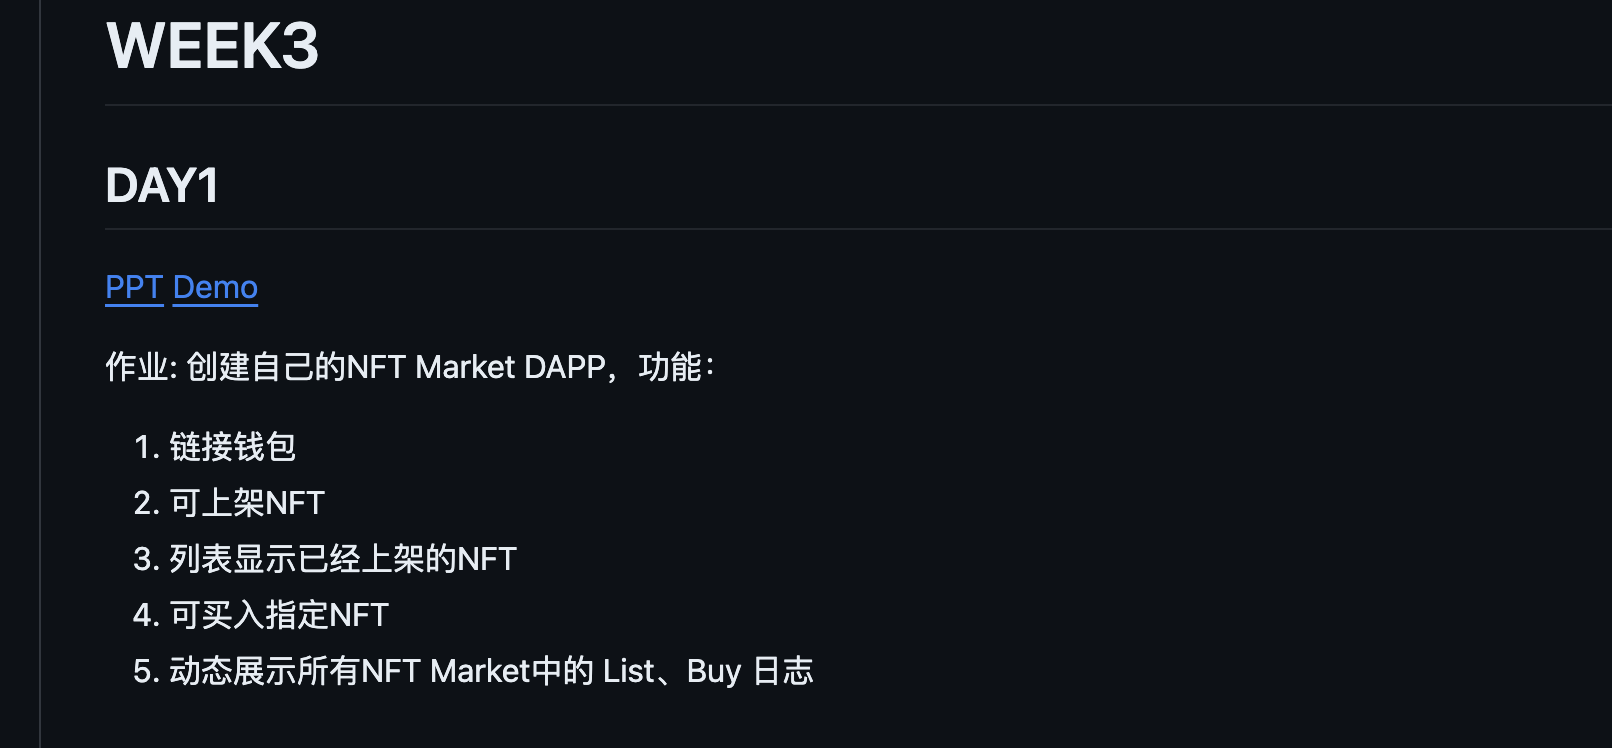 WEEK3
DAY1
PPT Demo
作业: 创建自己的NFT Market DAPP，功能：
1. 链接钱包
2. 可上架NFT
3. 列表显示已经上架的NFT
4. 可买入指定NFT
5. 动态展示所有NFT Market中的 List、Buy 日志